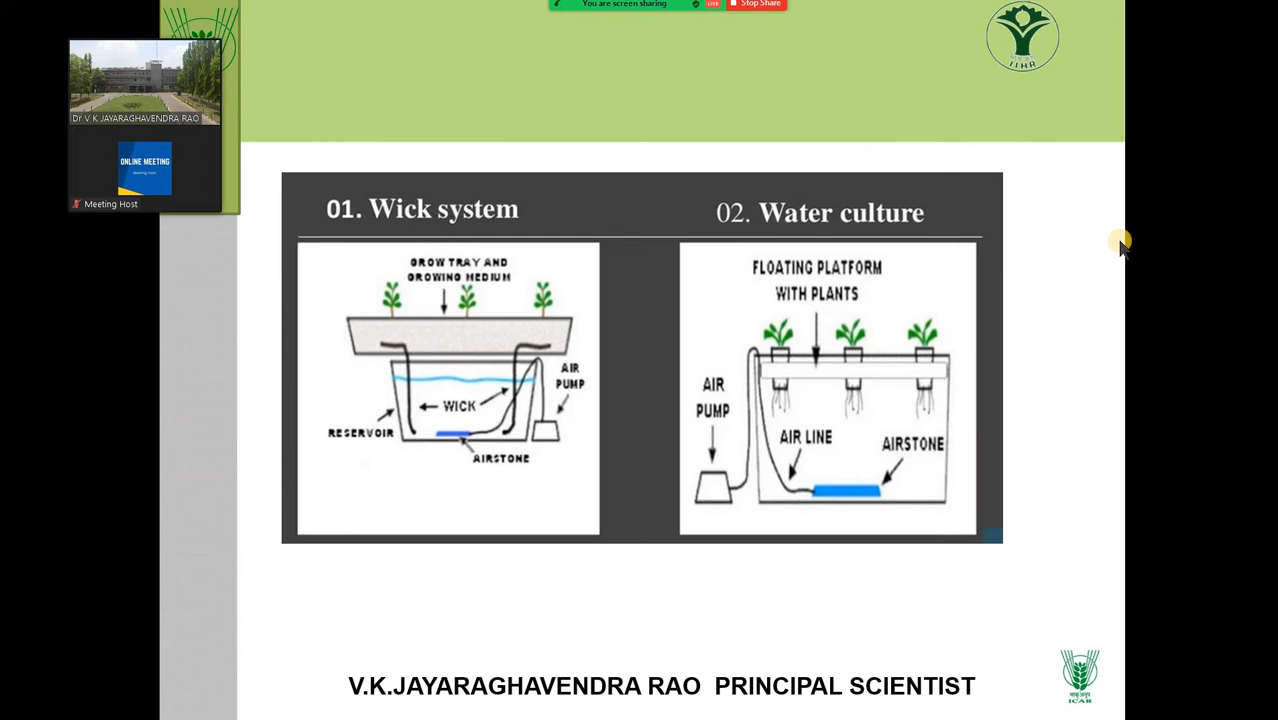 You are screen sharing
LIVE
Stop Share
IIHR
Dr V K JAYARAGHAVENDRA RAO
ONLINE MEETING
Meeting Host
Meeting Host
01. Wick system
02. Water culture
GROW TRAY AND
GROWING MEDIUM
AIR
PUMP
WICK
RESERVOIR
AIRSTONE
FLOATING PLATFORM
WITH PLANTS
AIR
PUMP
AIR LINE
AIRSTONE
V.K.JAYARAGHAVENDRA RAO PRINCIPAL SCIENTIST
ICAR